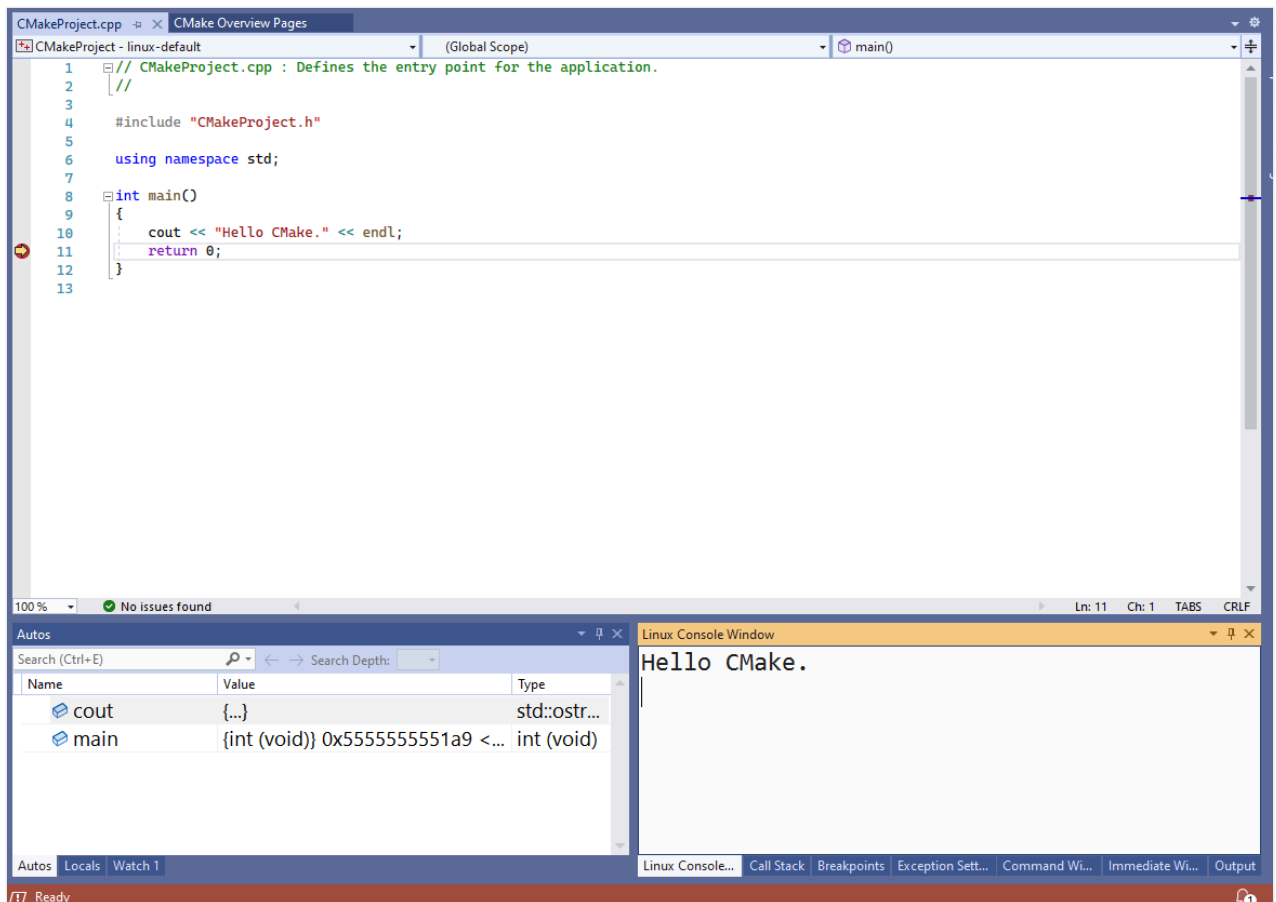 CMakeProject.cpp CMake Overview Pages
CMakeProject - linux-default (Global Scope) main()
1 // CMakeProject.cpp : Defines the entry point for the application.
2 //
3
4 #include "CMakeProject.h"
5
6 using namespace std;
7
8 int main()
9 {
10 cout << "Hello CMake." << endl;
11 return 0;
12 }
13
100 % No issues found Ln: 11 Ch: 1 TABS CRLF
Autos
Search (Ctrl+E) Search Depth:
Name Value Type
cout {...} std::ostr...
main {int (void)} 0x5555555551a9 <... int (void)
Autos Locals Watch 1
Linux Console Window
Hello CMake.
Linux Console... Call Stack Breakpoints Exception Sett... Command Wi... Immediate Wi... Output
Ready 1